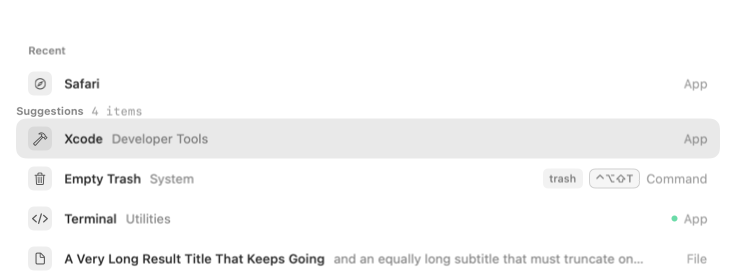 Recent
Safari App
Suggestions 4 items
Xcode Developer Tools App
Empty Trash System trash ^⌥⇧T Command
</> Terminal Utilities App
A Very Long Result Title That Keeps Going and an equally long subtitle that must truncate on... File